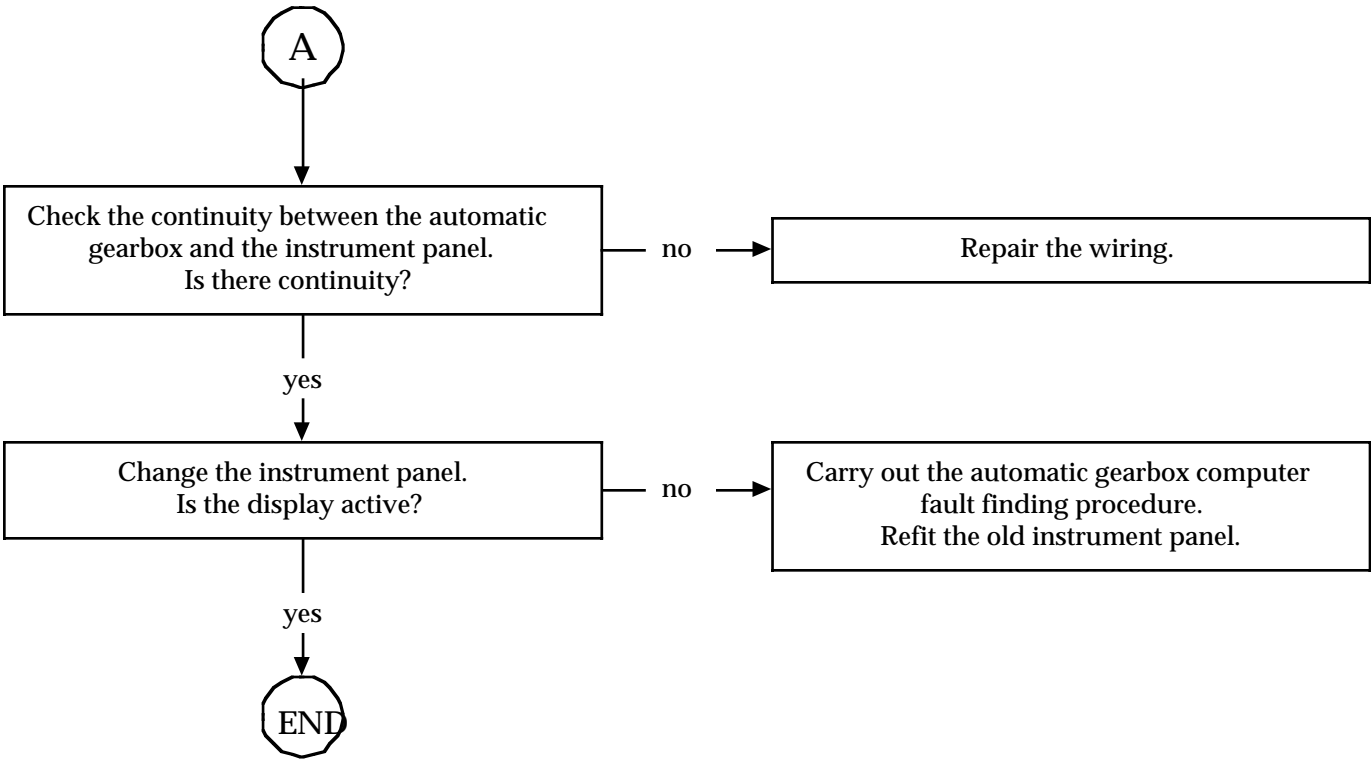 A
Check the continuity between the automatic
gearbox and the instrument panel.
Is there continuity?
no
Repair the wiring.
yes
Change the instrument panel.
Is the display active?
no
Carry out the automatic gearbox computer
fault finding procedure.
Refit the old instrument panel.
yes
END